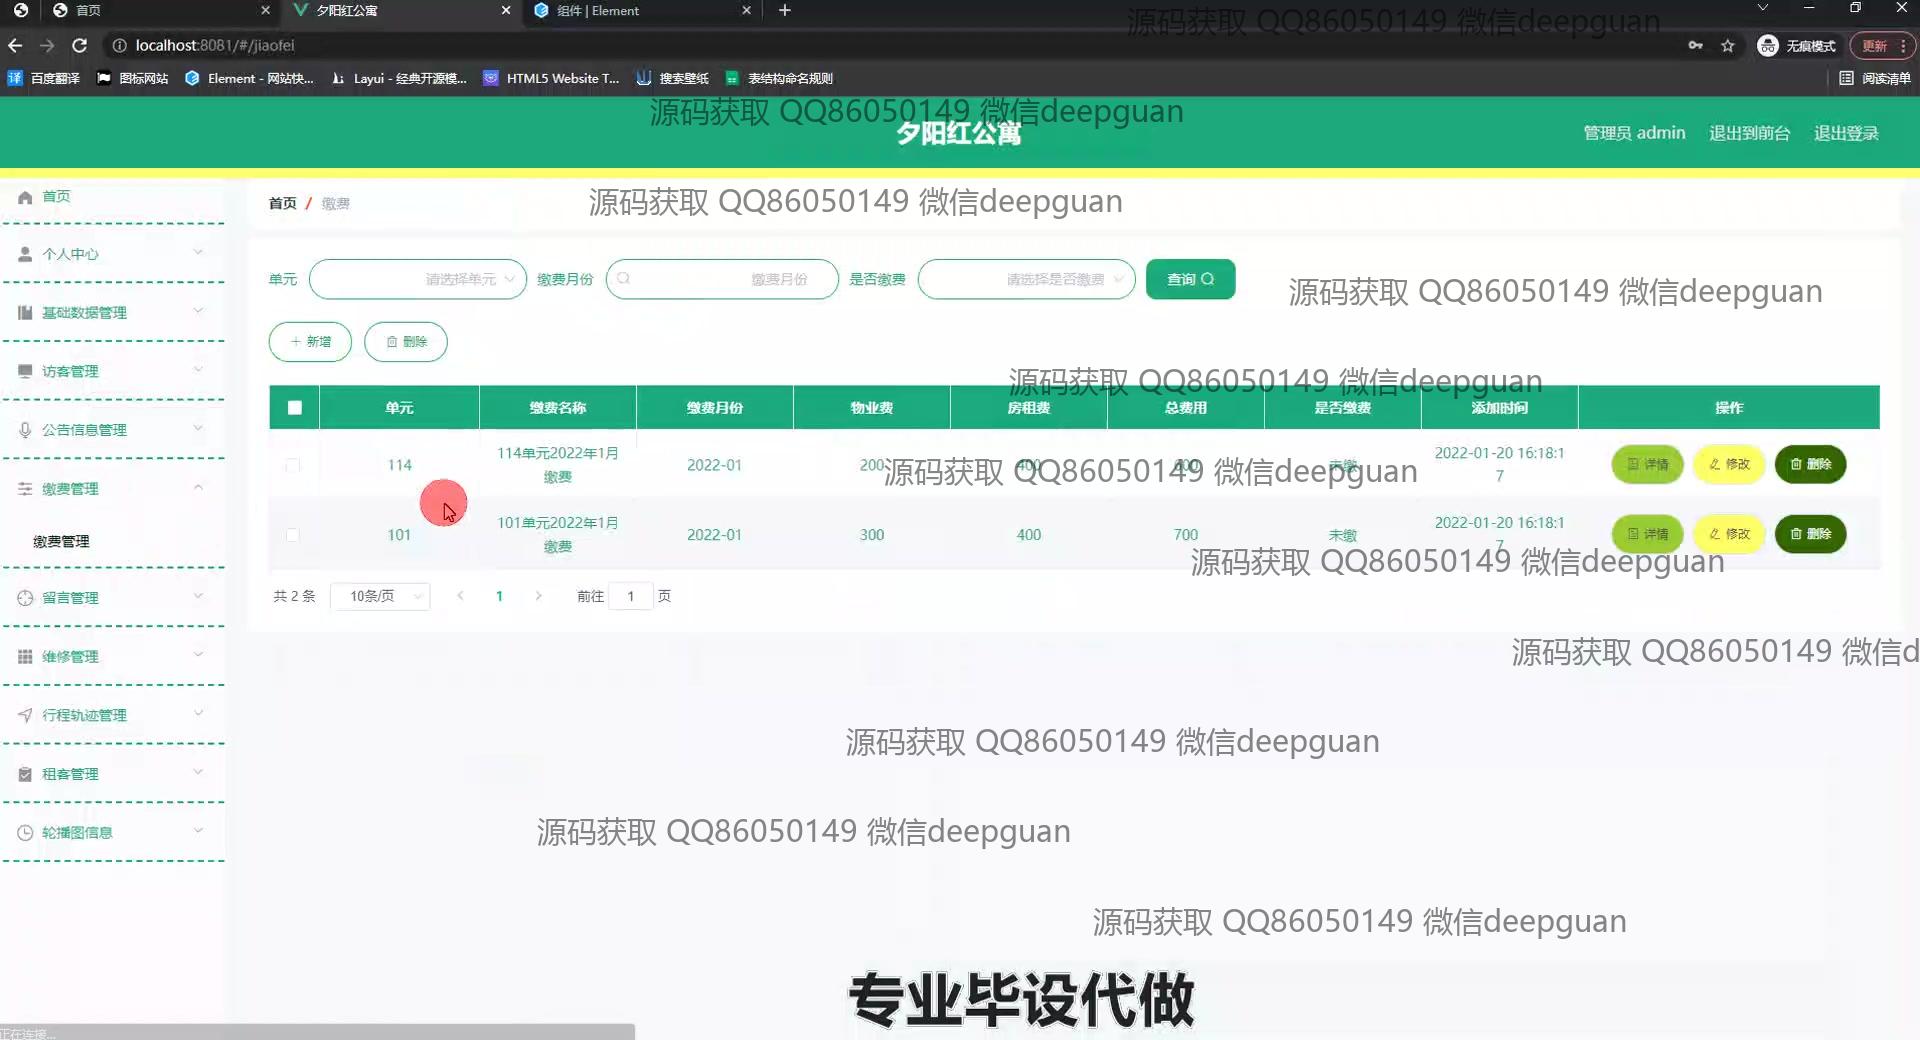 首页
夕阳红公寓
组件 | Element
localhost:8081/#/jiaofei
无痕模式
更新
百度翻译
图标网站
Element - 网站快...
Layui - 经典开源模...
HTML5 Website T...
搜索壁纸
表结构命名规则
阅读清单
源码获取 QQ86050149 微信deepguan
源码获取 QQ86050149 微信deepguan
夕阳红公寓
管理员 admin
退出到前台
退出登录
首页
个人中心
基础数据管理
访客管理
公告信息管理
缴费管理
缴费管理
留言管理
维修管理
行程轨迹管理
租客管理
轮播图信息
首页 / 缴费
源码获取 QQ86050149 微信deepguan
单元 请选择单元 缴费月份 缴费月份 是否缴费 请选择是否缴费 查询
源码获取 QQ86050149 微信deepguan
+ 新增 删除
源码获取 QQ86050149 微信deepguan
单元 缴费名称 缴费月份 物业费 房租费 总费用 是否缴费 添加时间 操作
114 114单元2022年1月缴费 2022-01 200 400 600 未缴 2022-01-20 16:18:17 详情 修改 删除
源码获取 QQ86050149 微信deepguan
101 101单元2022年1月缴费 2022-01 300 400 700 未缴 2022-01-20 16:18:17 详情 修改 删除
源码获取 QQ86050149 微信deepguan
共 2 条 10条/页 1 前往 1 页
源码获取 QQ86050149 微信d
源码获取 QQ86050149 微信deepguan
源码获取 QQ86050149 微信deepguan
源码获取 QQ86050149 微信deepguan
专业毕设代做
正在连接...